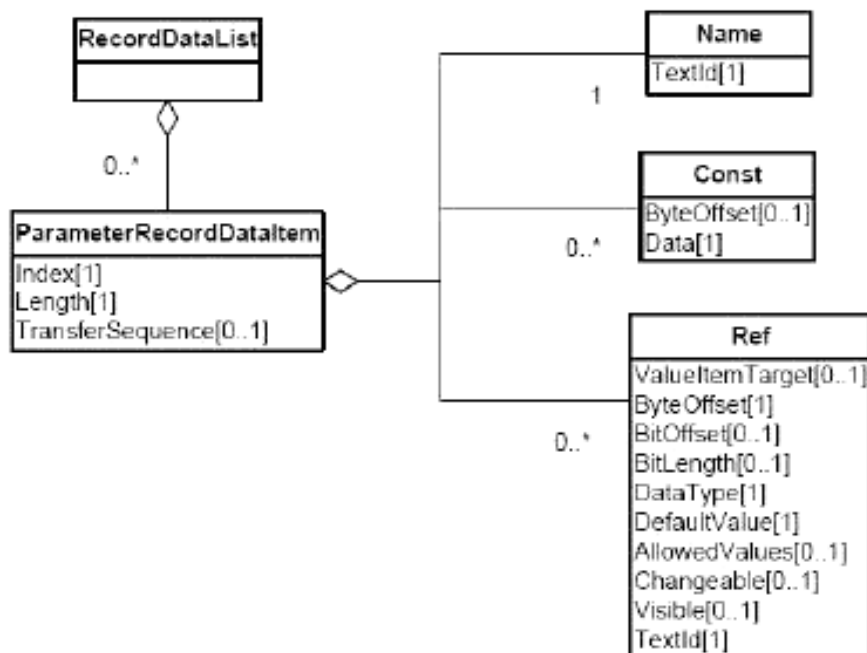 RecordDataList
0..*
ParameterRecordDataItem
Index[1]
Length[1]
TransferSequence[0..1]
Name
TextId[1]
1
Const
ByteOffset[0..1]
Data[1]
0..*
Ref
ValueItemTarget[0..1]
ByteOffset[1]
BitOffset[0..1]
BitLength[0..1]
DataType[1]
DefaultValue[1]
AllowedValues[0..1]
Changeable[0..1]
Visible[0..1]
TextId[1]
0..*